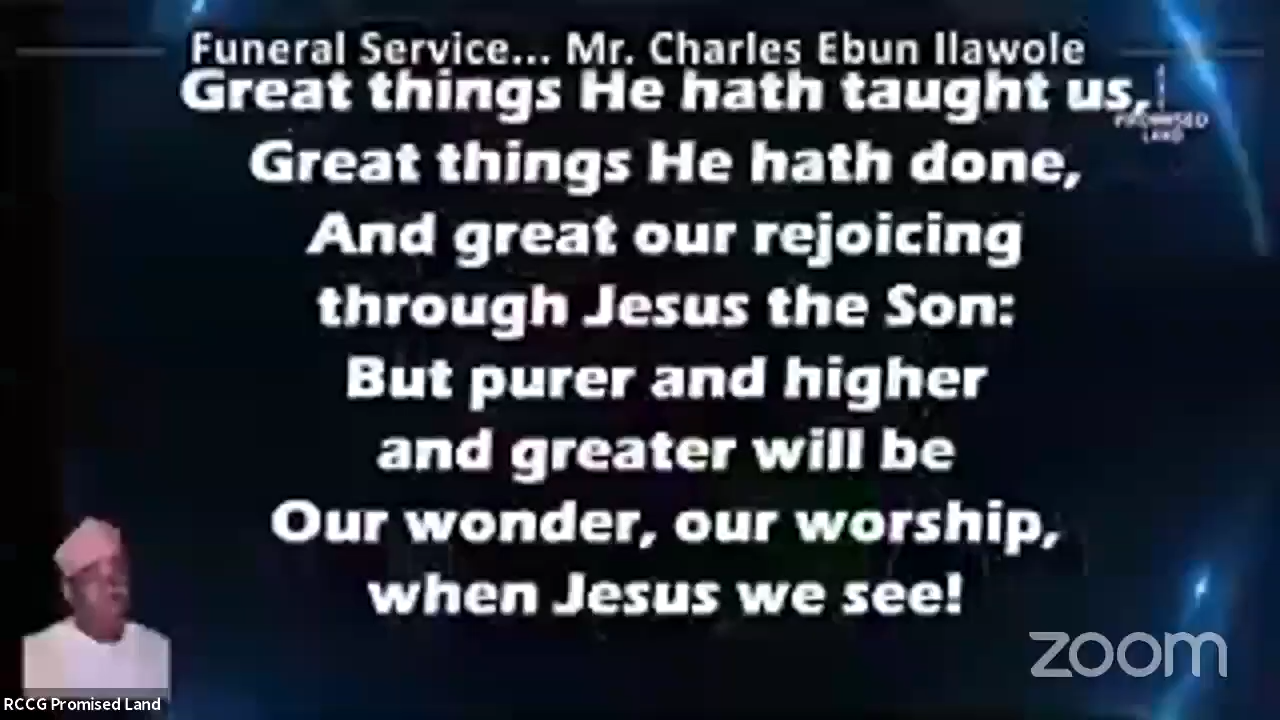 Funeral Service... Mr. Charles Ebun Ilawole
Great things He hath taught us,
PROMISED
LAND
Great things He hath done,
And great our rejoicing
through Jesus the Son:
But purer and higher
and greater will be
Our wonder, our worship,
when Jesus we see!
zoom
RCCG Promised Land